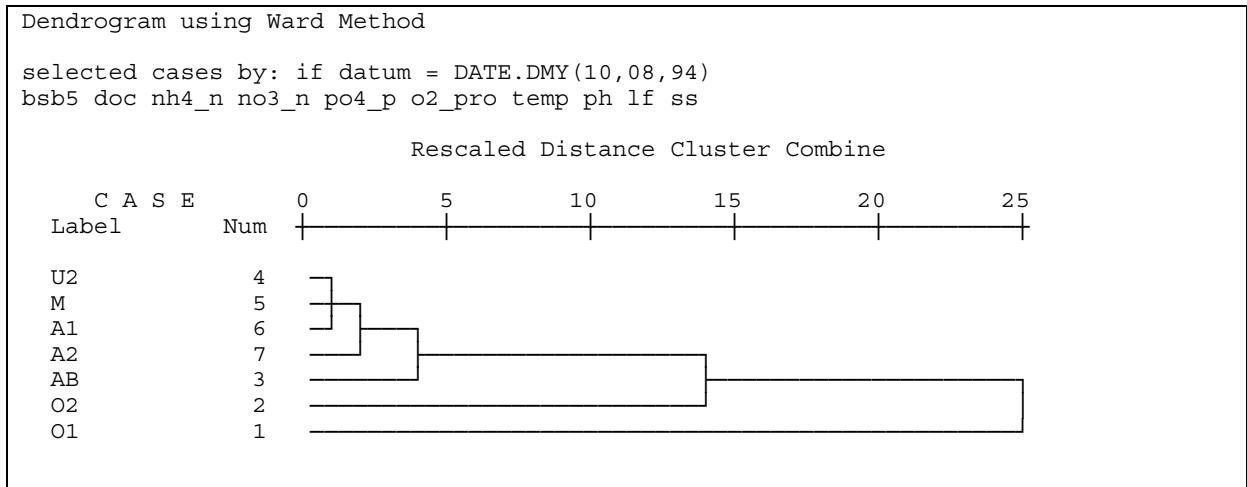 Dendrogram using Ward Method
selected cases by: if datum = DATE.DMY(10,08,94)
bsb5 doc nh4_n no3_n po4_p o2_pro temp ph lf ss
Rescaled Distance Cluster Combine
C A S E 0 5 10 15 20 25
Label Num
U2 4
M 5
A1 6
A2 7
AB 3
O2 2
O1 1